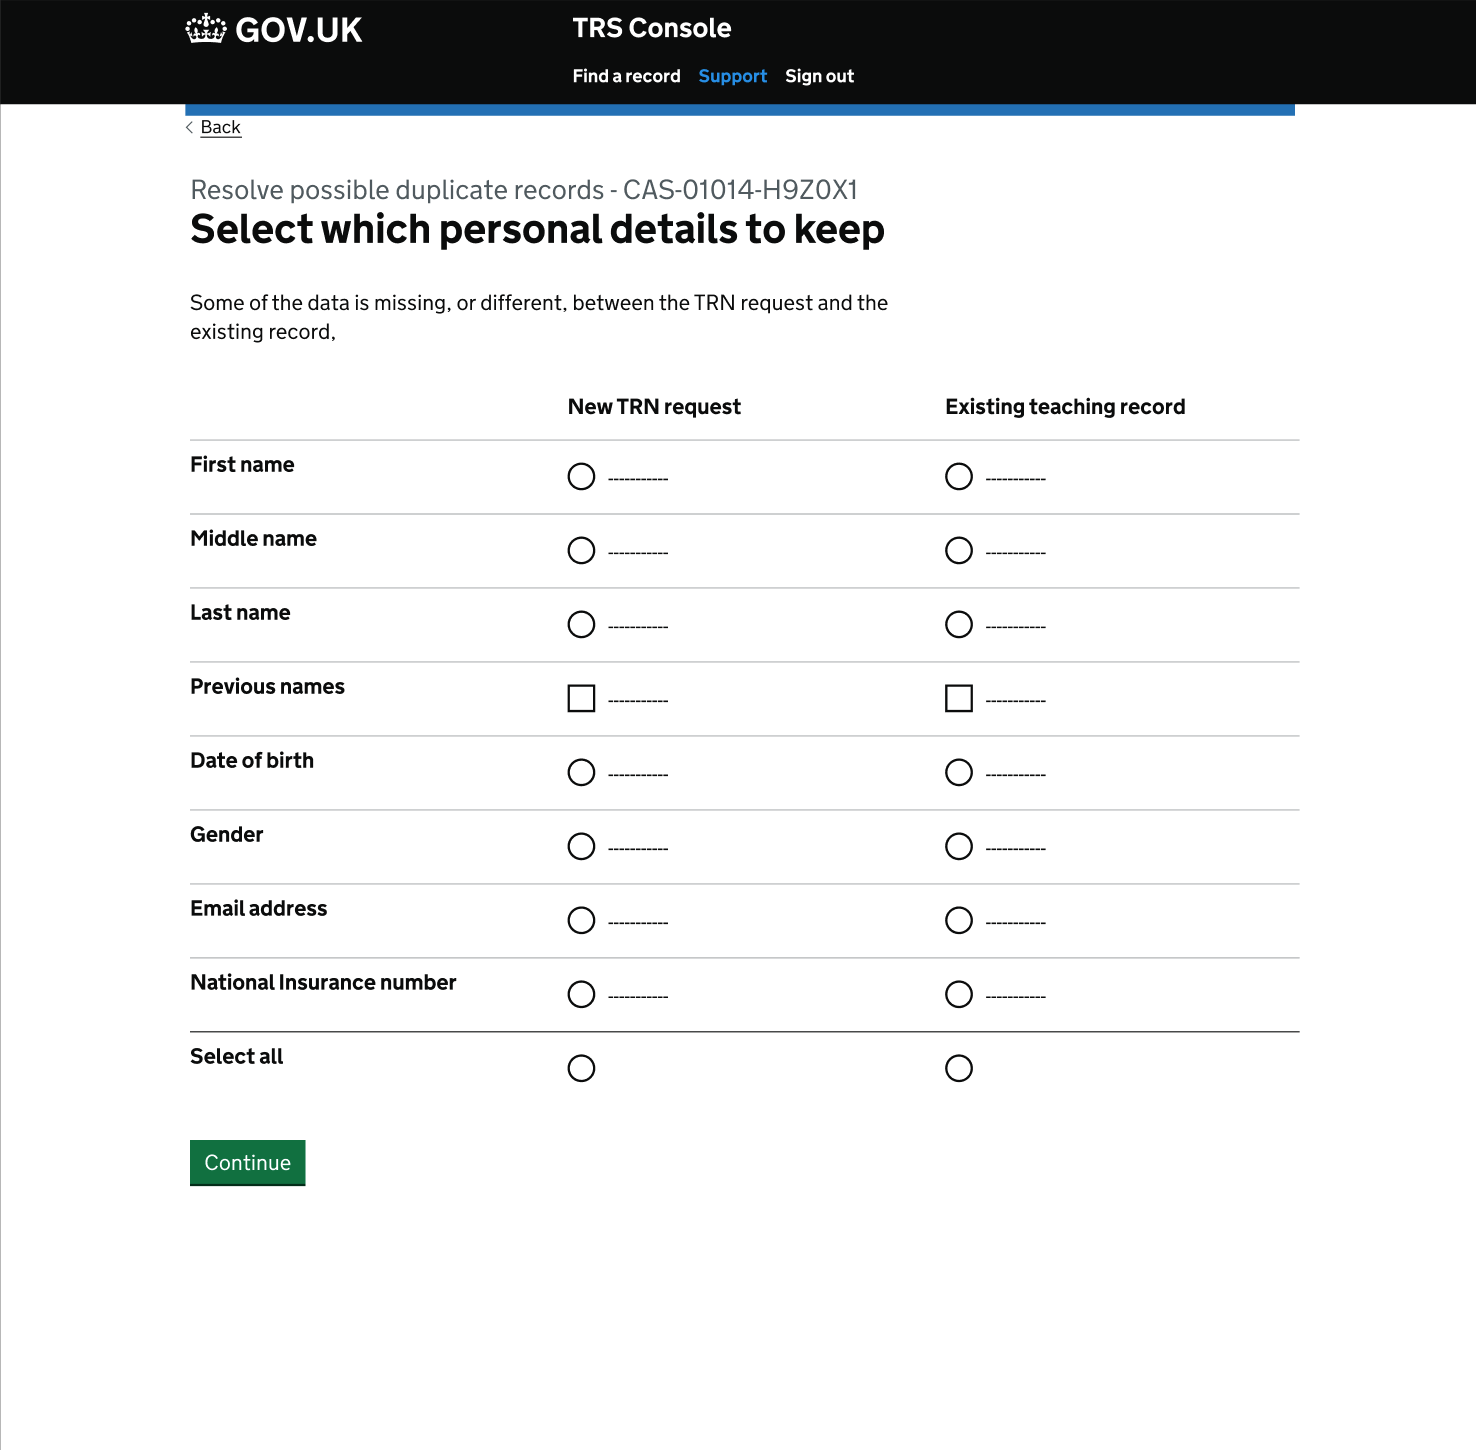 GOV.UK
TRS Console
Find a record Support Sign out
Back
Resolve possible duplicate records - CAS-01014-H9Z0X1
Select which personal details to keep
Some of the data is missing, or different, between the TRN request and the
existing record,
New TRN request Existing teaching record
First name ----------- -----------
Middle name ----------- -----------
Last name ----------- -----------
Previous names ----------- -----------
Date of birth ----------- -----------
Gender ----------- -----------
Email address ----------- -----------
National Insurance number ----------- -----------
Select all
Continue